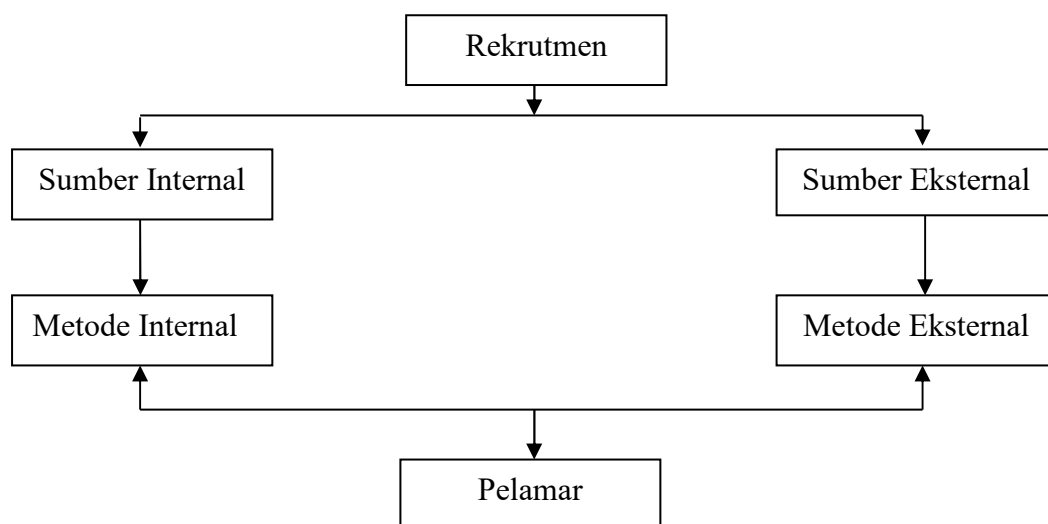 Rekrutmen
Sumber Internal
Sumber Eksternal
Metode Internal
Metode Eksternal
Pelamar